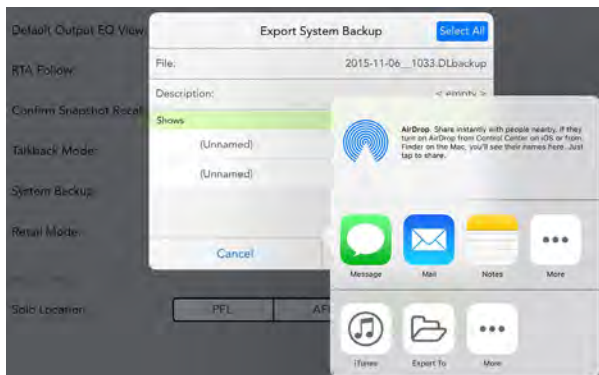 Default Output EQ View
Export System Backup
Select All
RTA Follow:
File:
2015-11-06__1033.DLbackup
Description:
< empty >
Confirm Snapshot Recall
Shows
AirDrop. Share instantly with people nearby. If they
turn on AirDrop from Control Center on iOS or from
Finder on the Mac, you'll see their names here. Just
tap to share.
(Unnamed)
Talkback Mode:
(Unnamed)
System Backup:
Retail Mode:
Cancel
Message
Mail
Notes
More
Solo Location:
PFL
AFL
iTunes
Export To
More